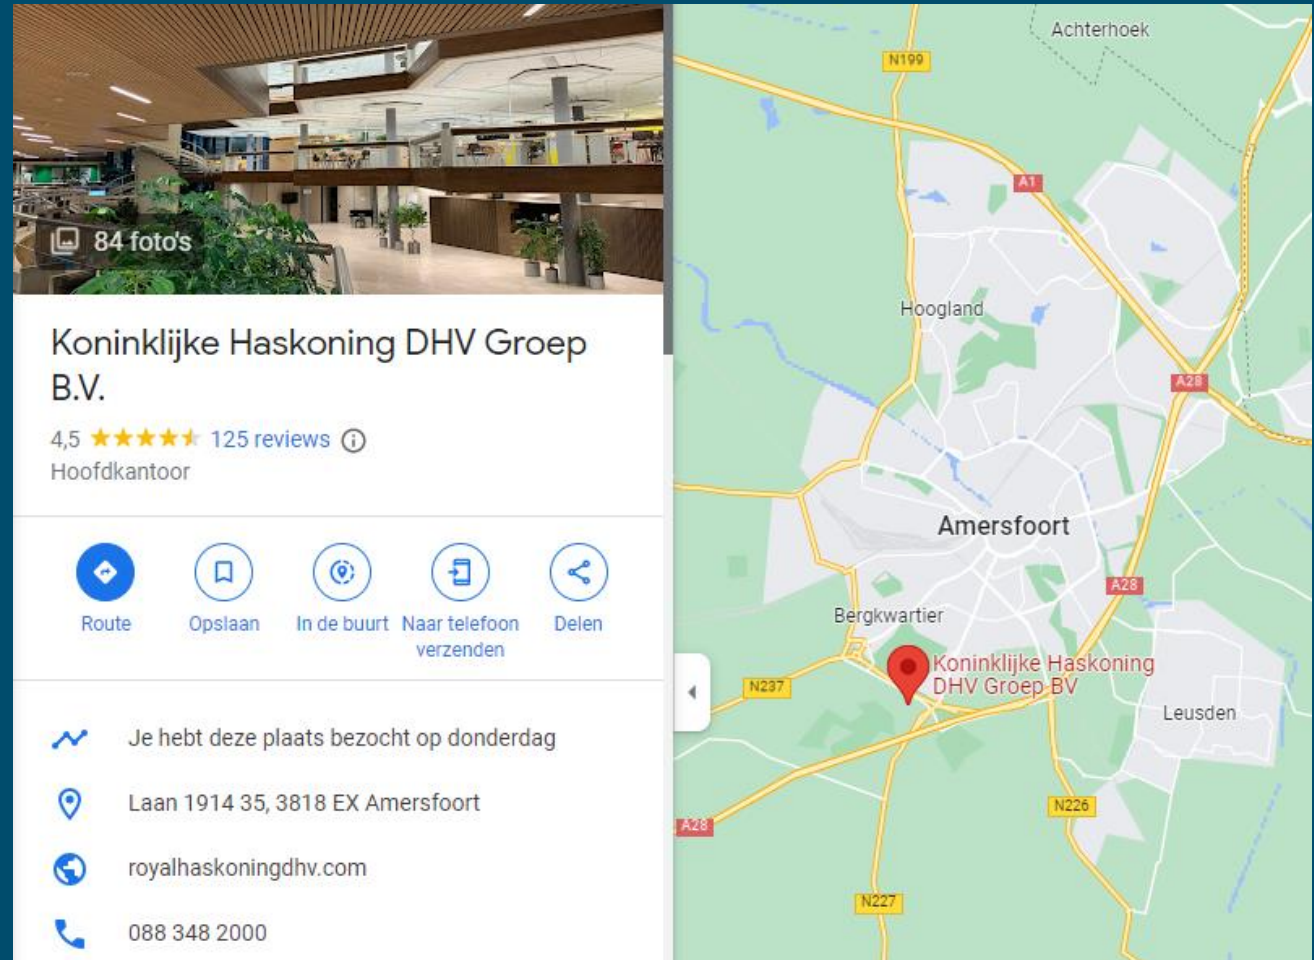 84 foto's
Koninklijke Haskoning DHV Groep
B.V.
4,5 125 reviews
Hoofdkantoor
Route
Opslaan
In de buurt
Naar telefoon
verzenden
Delen
Je hebt deze plaats bezocht op donderdag
Laan 1914 35, 3818 EX Amersfoort
royalhaskoningdhv.com
088 348 2000
Achterhoek
N199
A1
Hoogland
A28
Amersfoort
A28
Bergkwartier
Koninklijke Haskoning
DHV Groep BV
N237
Leusden
N226
A28
N227